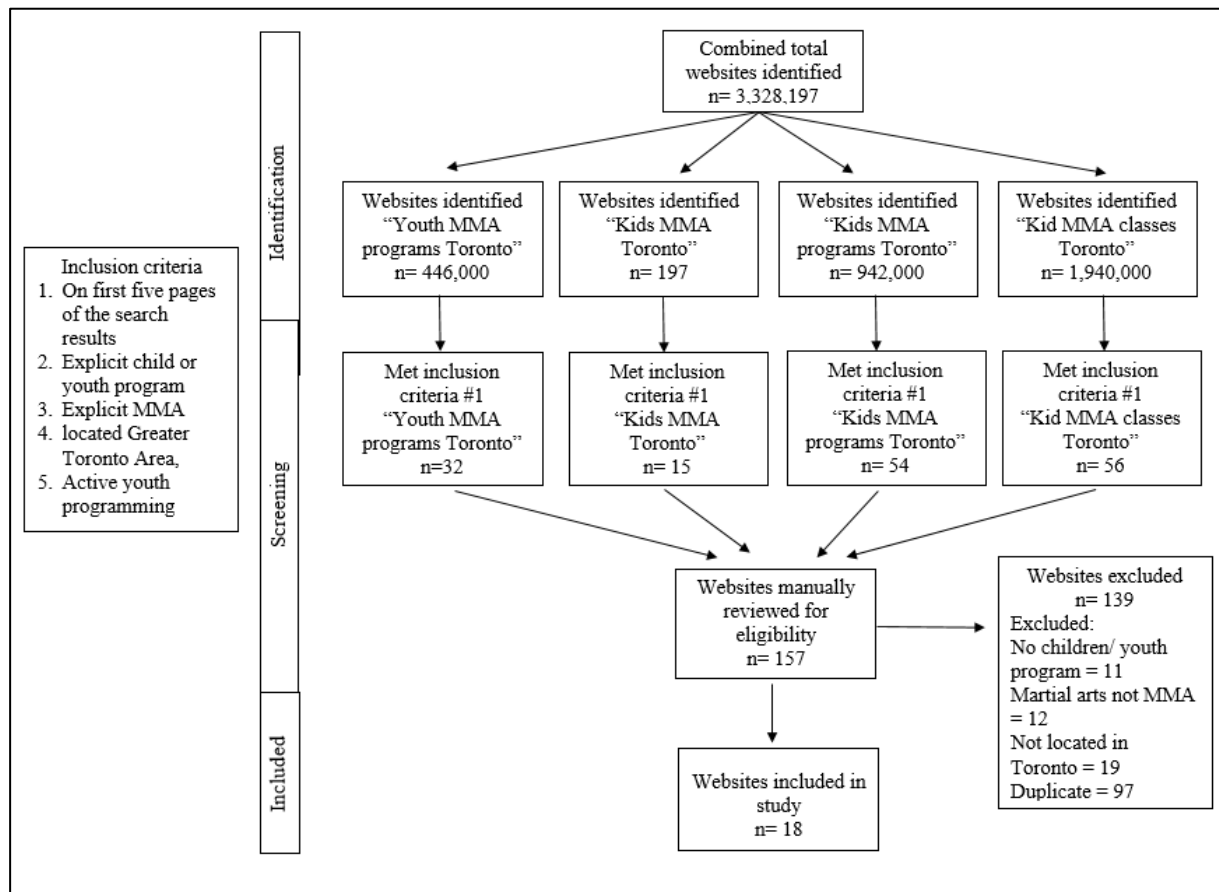 Combined total
websites identified
n= 3,328,197
Identification
Websites identified
“Youth MMA
programs Toronto”
n= 446,000
Websites identified
“Kids MMA
Toronto”
n= 197
Websites identified
“Kids MMA
programs Toronto”
n= 942,000
Websites identified
“Kid MMA classes
Toronto”
n= 1,940,000
Inclusion criteria
1. On first five pages
of the search
results
2. Explicit child or
youth program
3. Explicit MMA
4. located Greater
Toronto Area,
5. Active youth
programming
Screening
Met inclusion
criteria #1
“Youth MMA
programs Toronto”
n=32
Met inclusion
criteria #1
“Kids MMA
Toronto”
n= 15
Met inclusion
criteria #1
“Kids MMA
programs Toronto”
n= 54
Met inclusion
criteria #1
“Kid MMA classes
Toronto”
n= 56
Websites manually
reviewed for
eligibility
n= 157
Websites excluded
n= 139
Excluded:
No children/ youth
program = 11
Martial arts not MMA
= 12
Not located in
Toronto = 19
Duplicate = 97
Included
Websites included in
study
n= 18